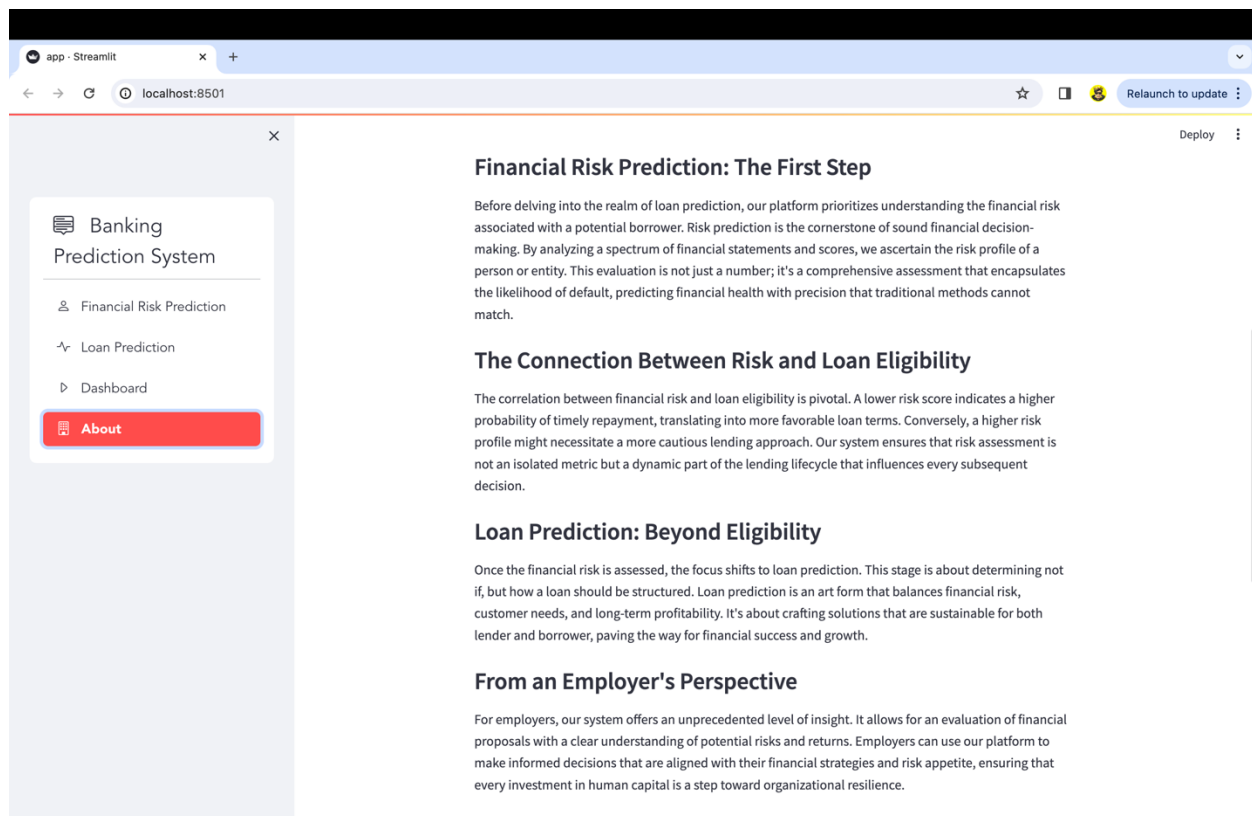 app · Streamlit
localhost:8501
Relaunch to update
Deploy
Banking
Prediction System
Financial Risk Prediction
Loan Prediction
Dashboard
About
Financial Risk Prediction: The First Step
Before delving into the realm of loan prediction, our platform prioritizes understanding the financial risk
associated with a potential borrower. Risk prediction is the cornerstone of sound financial decision-
making. By analyzing a spectrum of financial statements and scores, we ascertain the risk profile of a
person or entity. This evaluation is not just a number; it's a comprehensive assessment that encapsulates
the likelihood of default, predicting financial health with precision that traditional methods cannot
match.
The Connection Between Risk and Loan Eligibility
The correlation between financial risk and loan eligibility is pivotal. A lower risk score indicates a higher
probability of timely repayment, translating into more favorable loan terms. Conversely, a higher risk
profile might necessitate a more cautious lending approach. Our system ensures that risk assessment is
not an isolated metric but a dynamic part of the lending lifecycle that influences every subsequent
decision.
Loan Prediction: Beyond Eligibility
Once the financial risk is assessed, the focus shifts to loan prediction. This stage is about determining not
if, but how a loan should be structured. Loan prediction is an art form that balances financial risk,
customer needs, and long-term profitability. It's about crafting solutions that are sustainable for both
lender and borrower, paving the way for financial success and growth.
From an Employer's Perspective
For employers, our system offers an unprecedented level of insight. It allows for an evaluation of financial
proposals with a clear understanding of potential risks and returns. Employers can use our platform to
make informed decisions that are aligned with their financial strategies and risk appetite, ensuring that
every investment in human capital is a step toward organizational resilience.